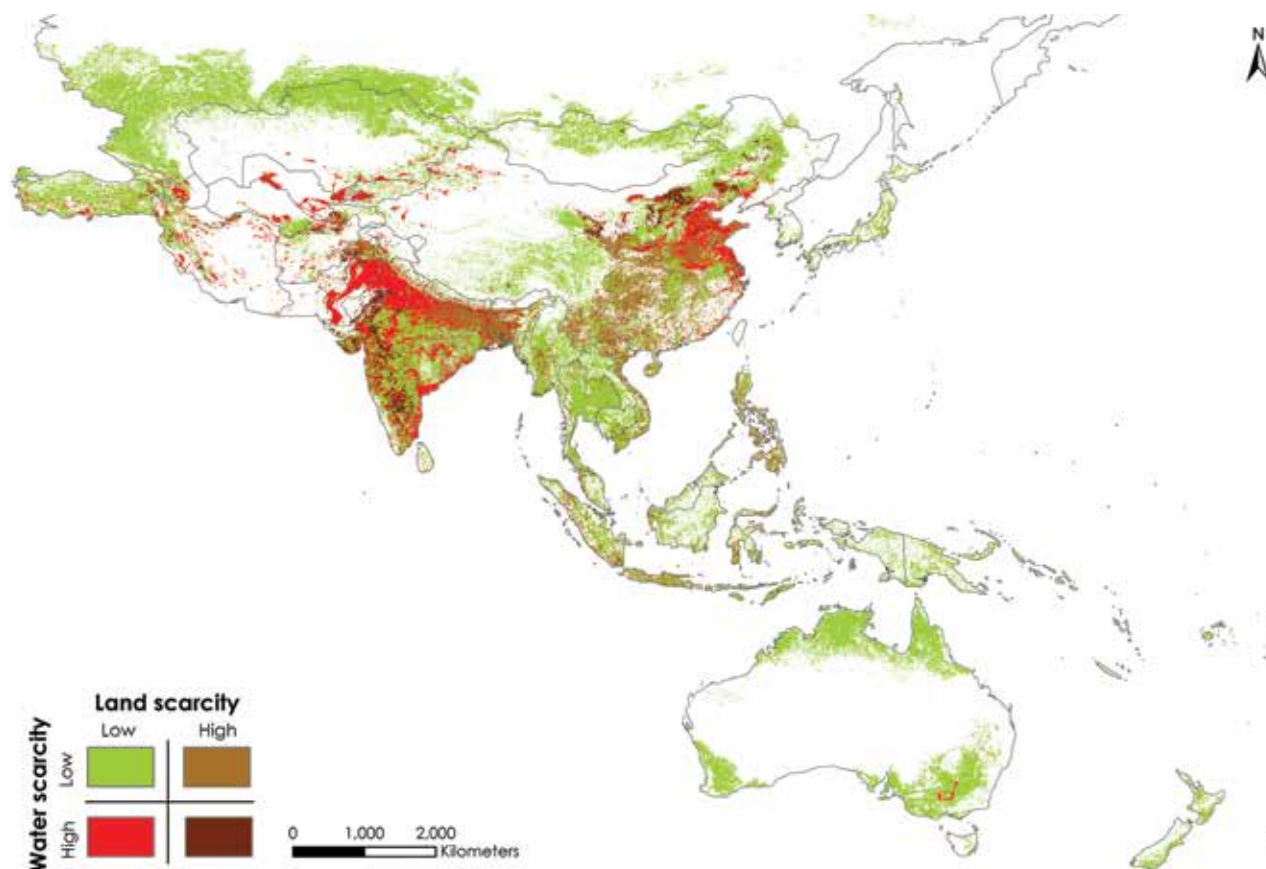 N
Land scarcity
Low High
Water scarcity
Low
High
0 1,000 2,000
Kilometers